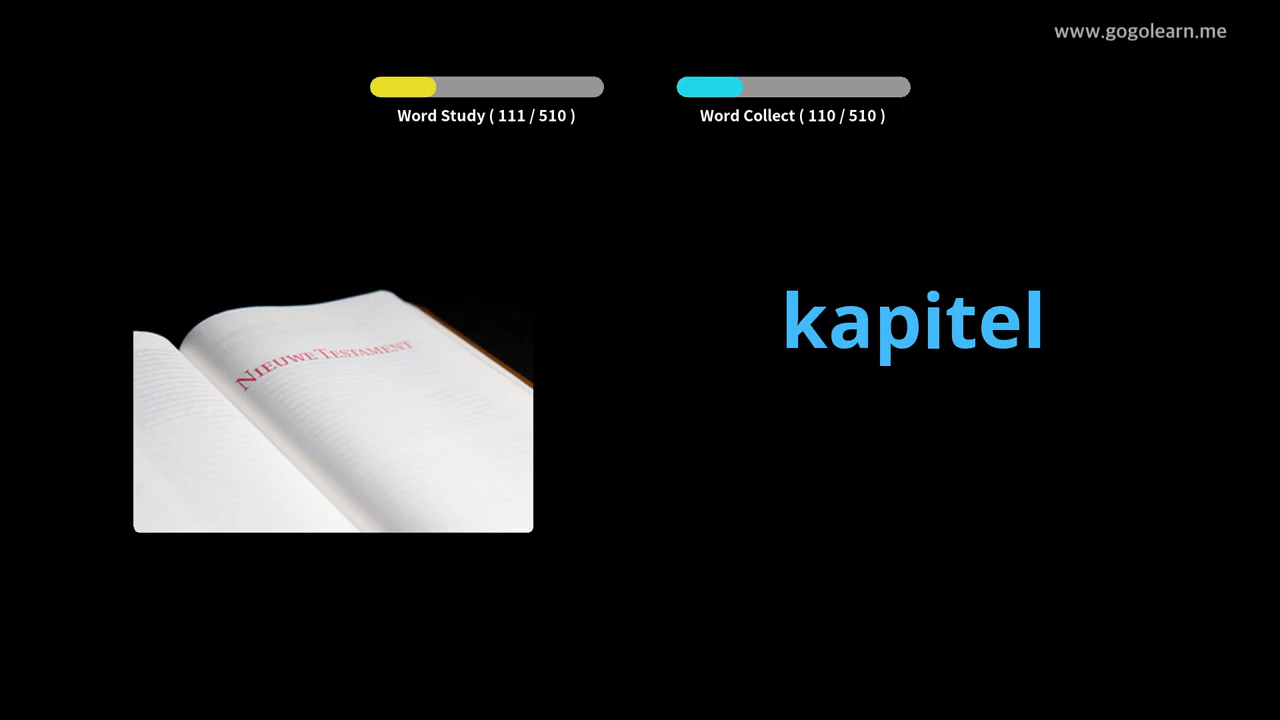 www.gogolearn.me
Word Study ( 111 / 510 )
Word Collect ( 110 / 510 )
NIEUWE TESTAMENT
kapitel